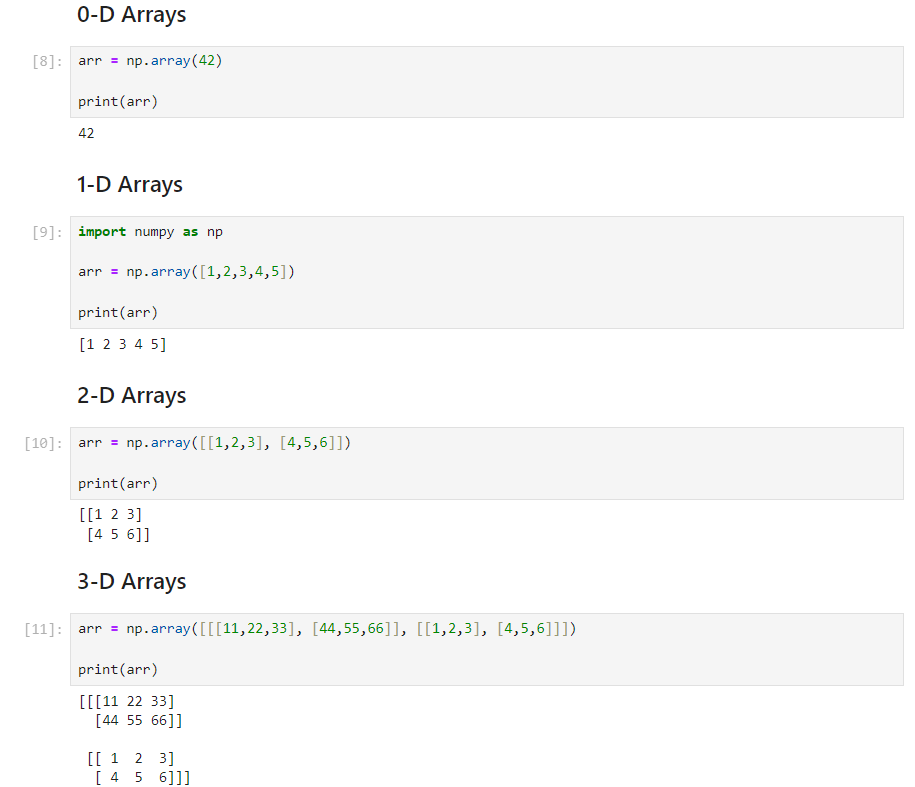 0-D Arrays
[8]: arr = np.array(42)
print(arr)
42
1-D Arrays
[9]: import numpy as np
arr = np.array([1,2,3,4,5])
print(arr)
[1 2 3 4 5]
2-D Arrays
[10]: arr = np.array([[1,2,3], [4,5,6]])
print(arr)
[[1 2 3]
 [4 5 6]]
3-D Arrays
[11]: arr = np.array([[[11,22,33], [44,55,66]], [[1,2,3], [4,5,6]]])
print(arr)
[[[11 22 33]
  [44 55 66]]
 [[ 1  2  3]
  [ 4  5  6]]]